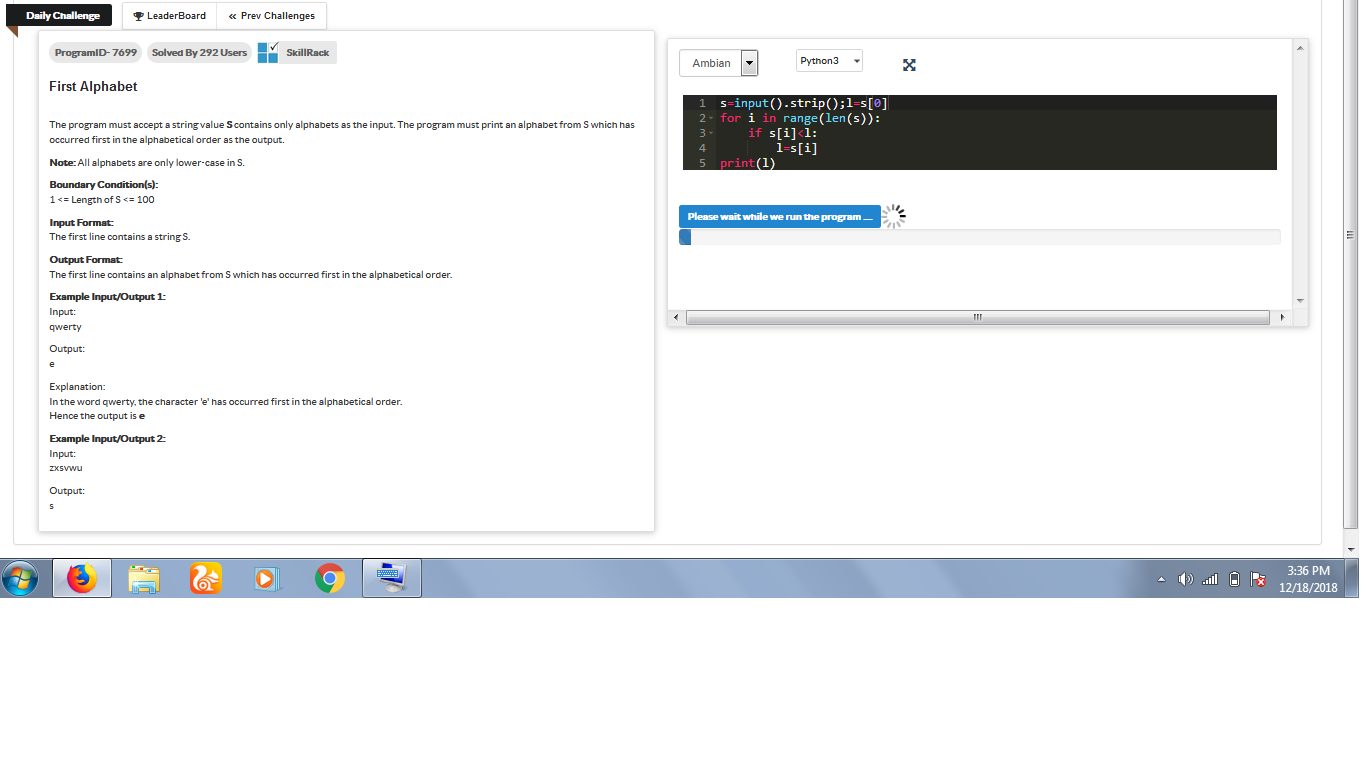 Daily Challenge
LeaderBoard
« Prev Challenges
ProgramID- 7699
Solved By 292 Users
SkillRack
First Alphabet
The program must accept a string value S contains only alphabets as the input. The program must print an alphabet from S which has
occurred first in the alphabetical order as the output.
Note: All alphabets are only lower-case in S.
Boundary Condition(s):
1 <= Length of S <= 100
Input Format:
The first line contains a string S.
Output Format:
The first line contains an alphabet from S which has occurred first in the alphabetical order.
Example Input/Output 1:
Input:
qwerty
Output:
e
Explanation:
In the word qwerty, the character 'e' has occurred first in the alphabetical order.
Hence the output is e
Example Input/Output 2:
Input:
zxsvwu
Output:
s
Ambian
Python3
1 s=input().strip();l=s[0]
2 for i in range(len(s)):
3     if s[i]<l:
4         l=s[i]
5 print(l)
Please wait while we run the program ....
3:36 PM
12/18/2018